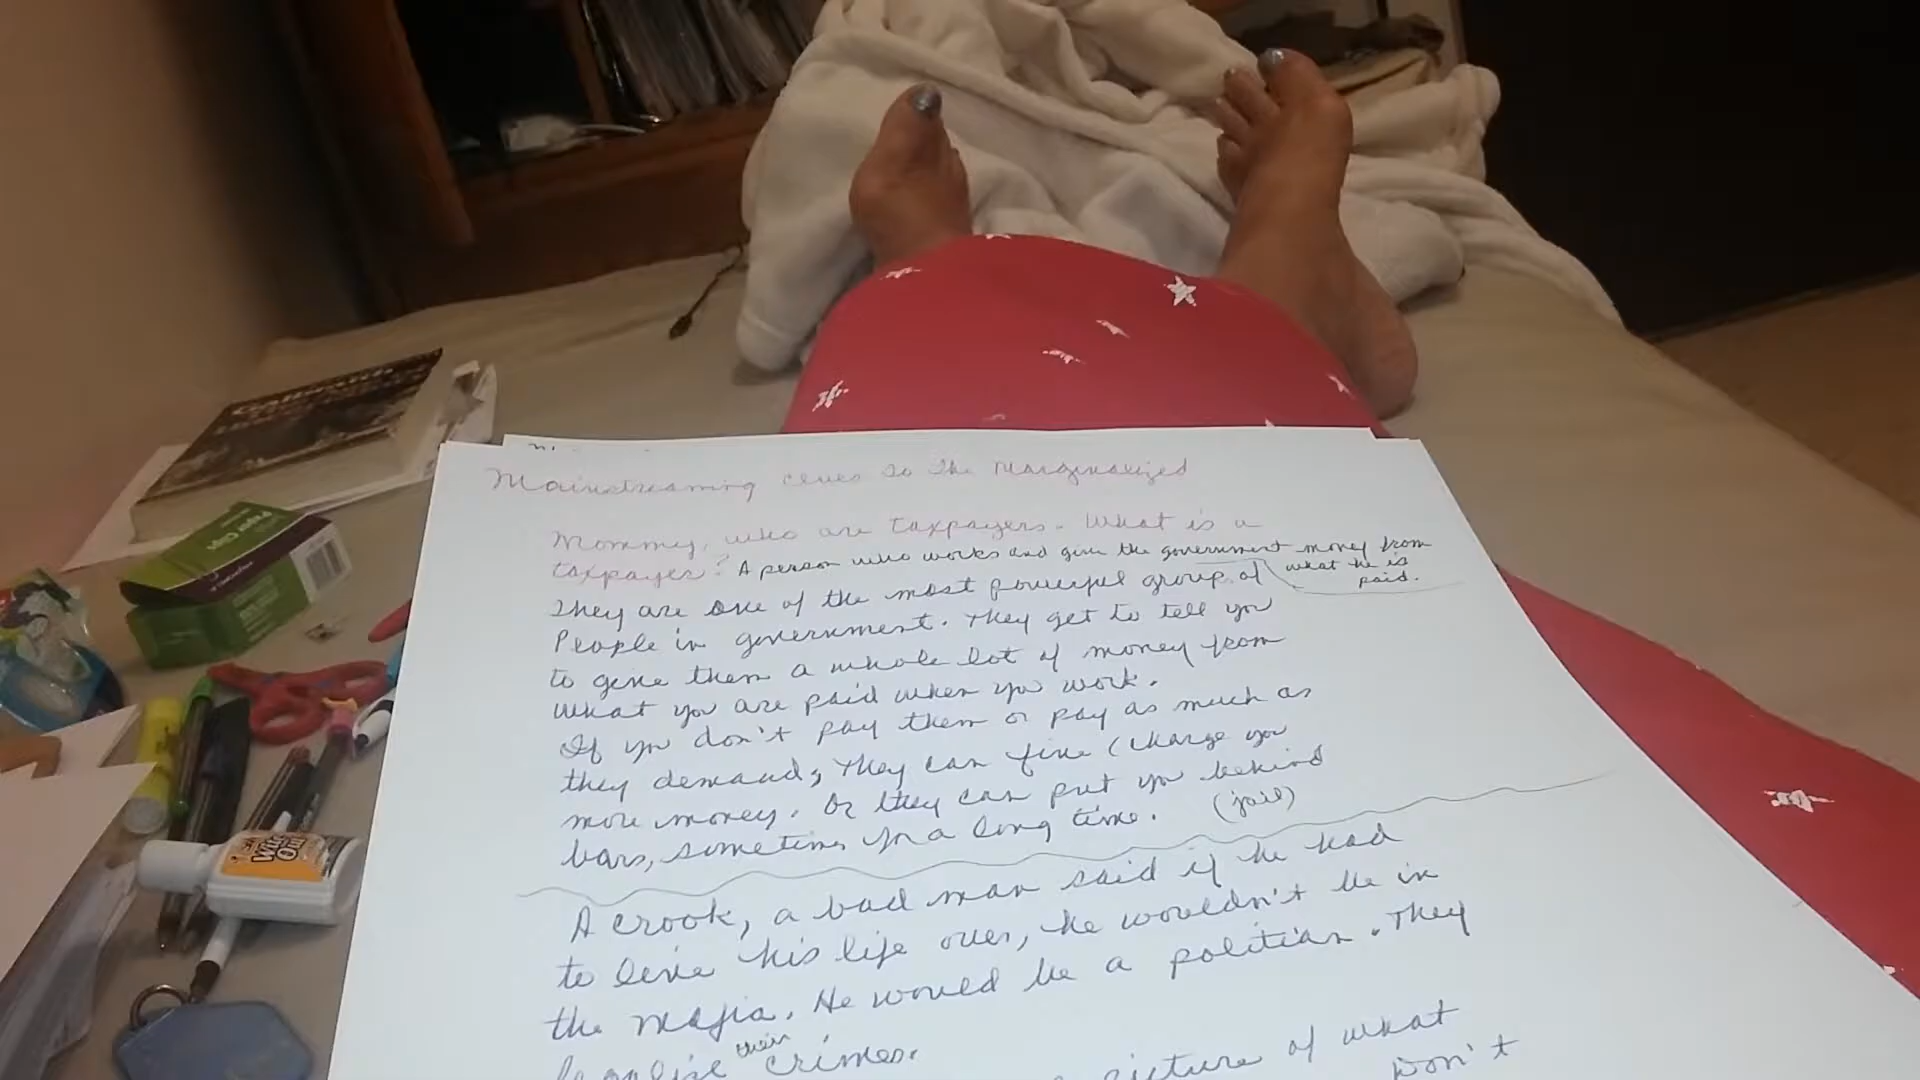 Mainstreaming clues to the Marginalized
Mommy, who are taxpayers. What is a
taxpayer? A person who works and give the government money from
what he is
paid.
They are one of the most powerful group of
People in government. They get to tell you
to give them a whole lot of money from
what you are paid when you work.
If you don't pay them or pay as much as
they demand, they can fine (charge you
more money. Or they can put you behind
bars, sometimes for a long time. (jail)
A crook, a bad man said if he had
to live his life over, he wouldn't be in
the mafia. He would be a politian. They
their
crimes.
picture of what
Don't
Paper Clips
Wite
Out